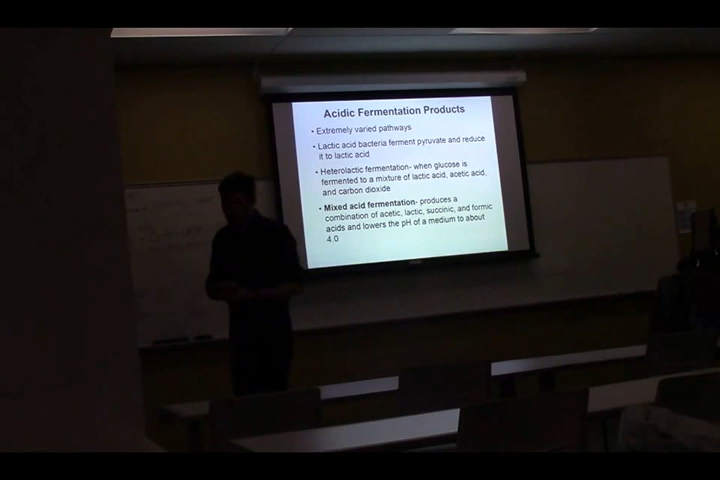 Acidic Fermentation Products
• Extremely varied pathways
• Lactic acid bacteria ferment pyruvate and reduce
it to lactic acid
• Heterolactic fermentation- when glucose is
fermented to a mixture of lactic acid, acetic acid,
and carbon dioxide
• Mixed acid fermentation- produces a
combination of acetic, lactic, succinic, and formic
acids and lowers the pH of a medium to about
4.0